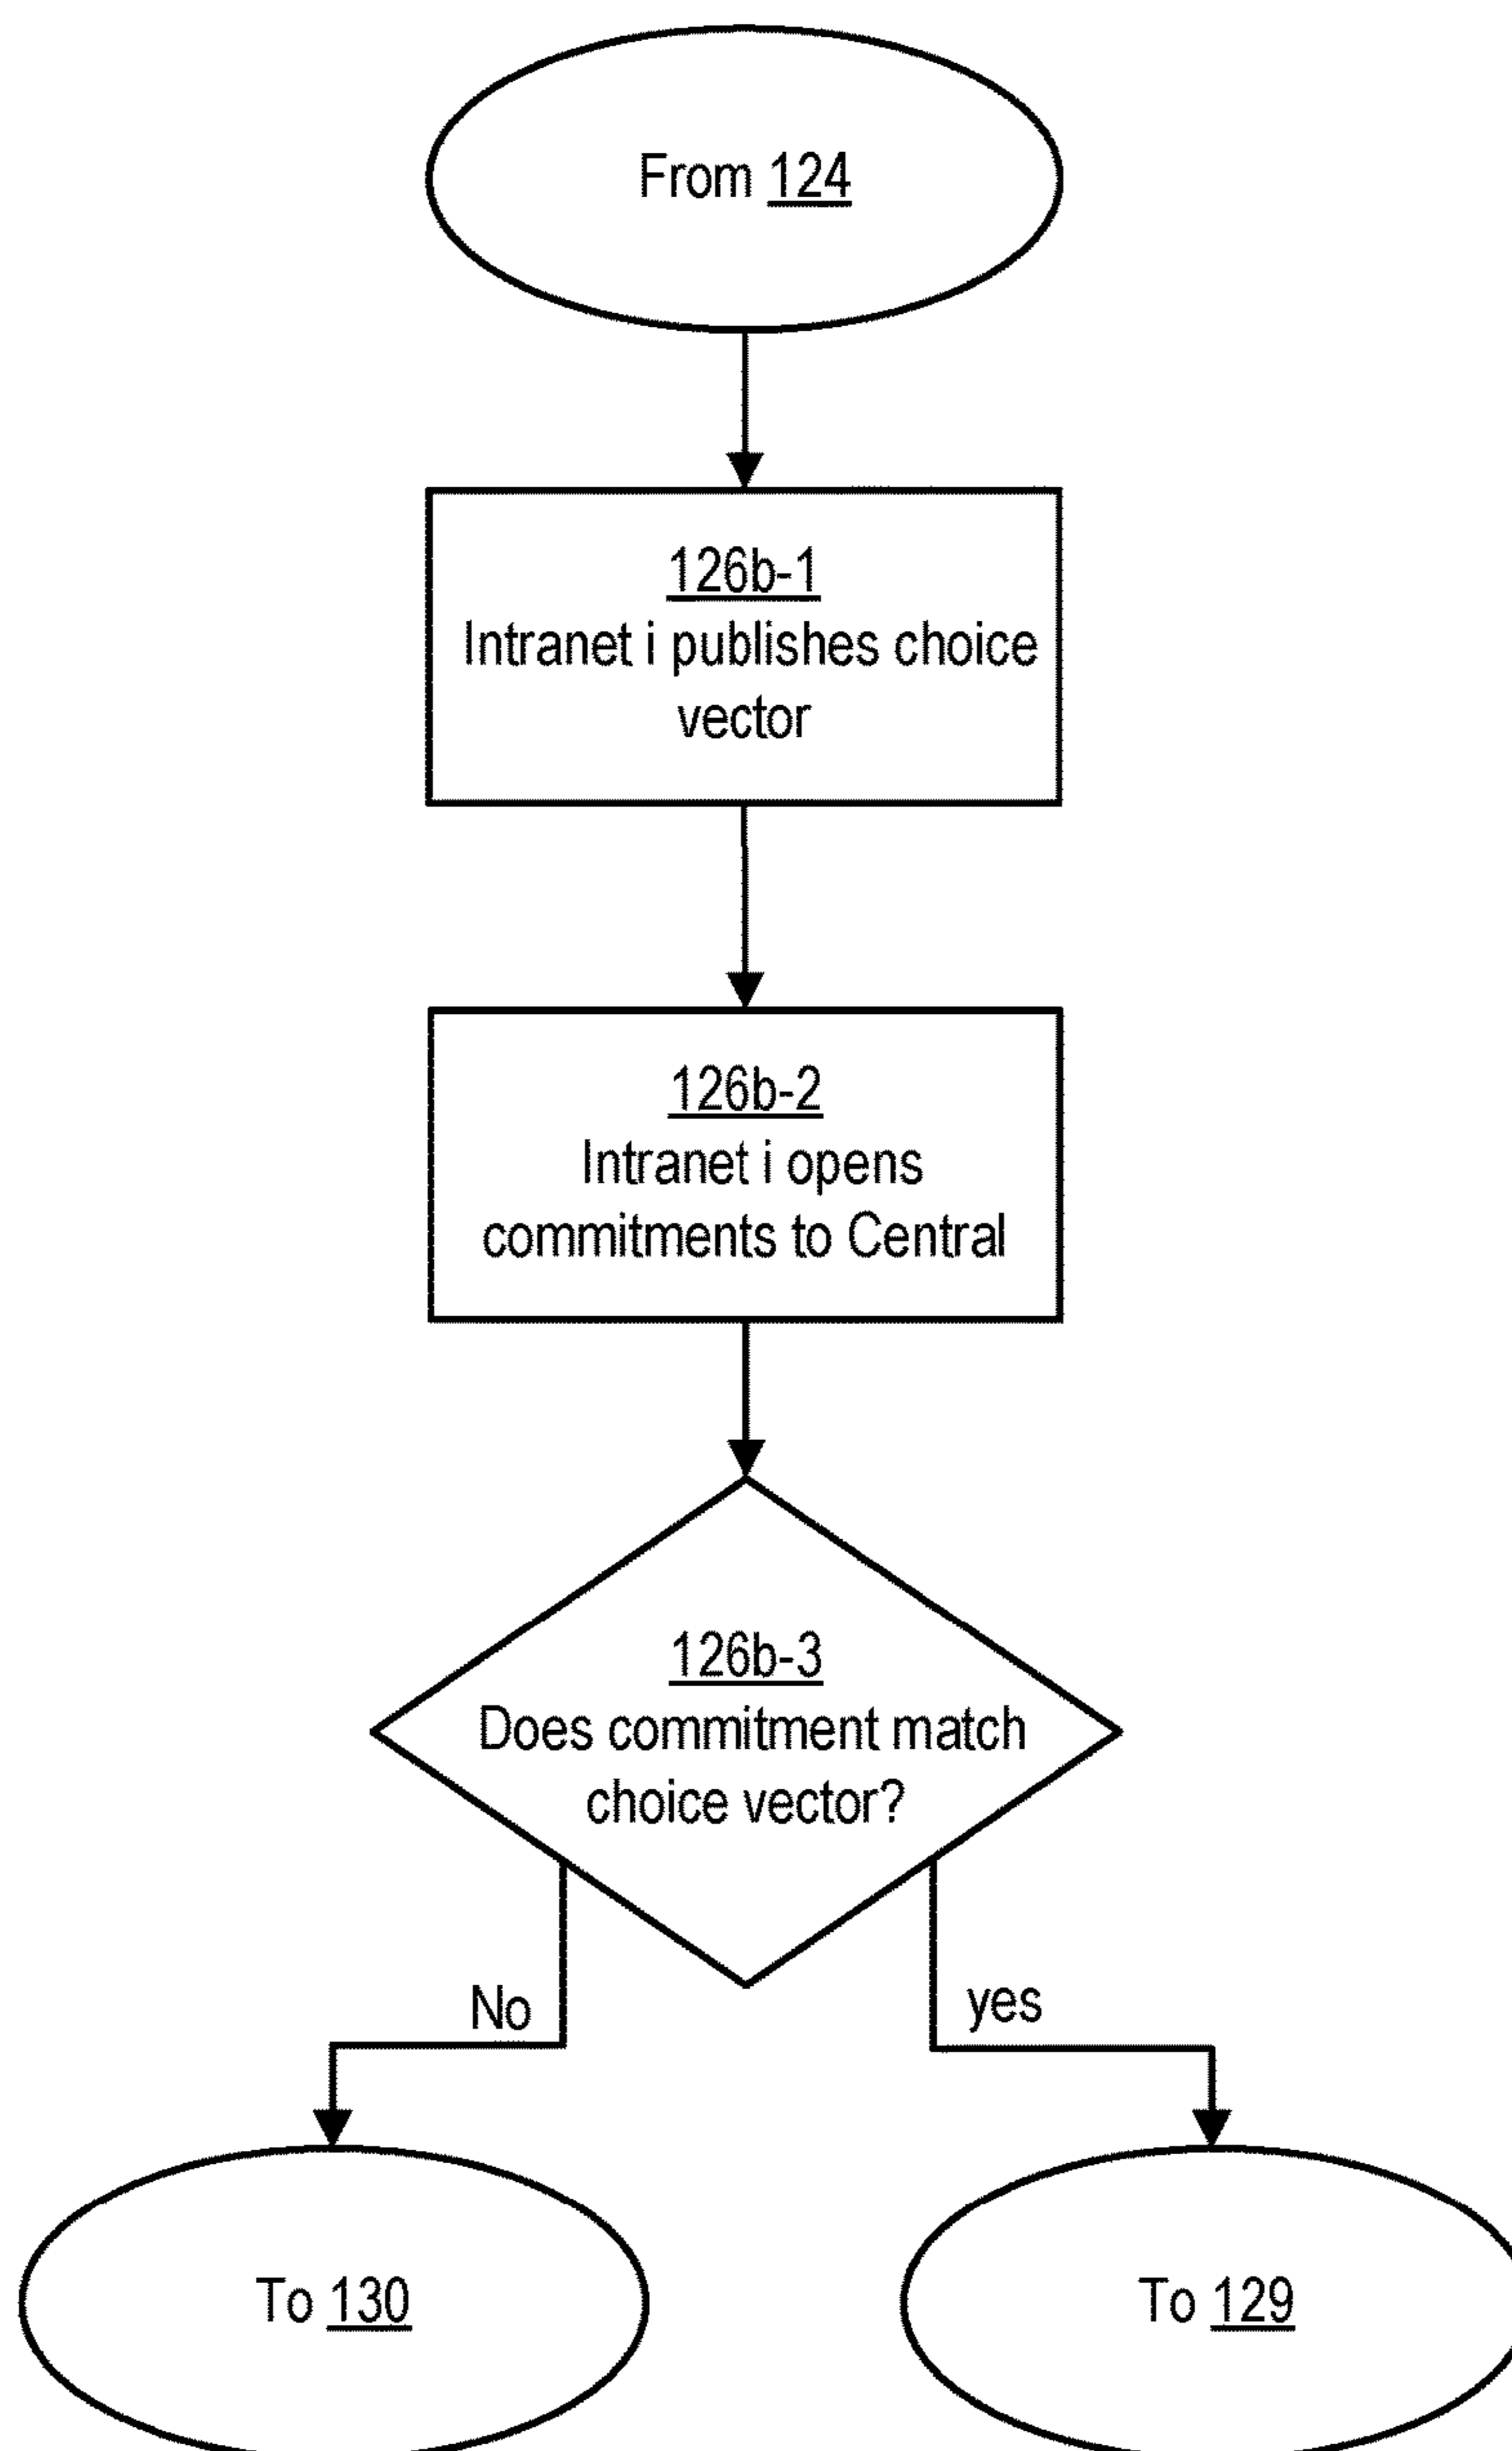 From 124
126b-1
Intranet i publishes choice
vector
126b-2
Intranet i opens
commitments to Central
126b-3
Does commitment match
choice vector?
No
yes
To 130
To 129